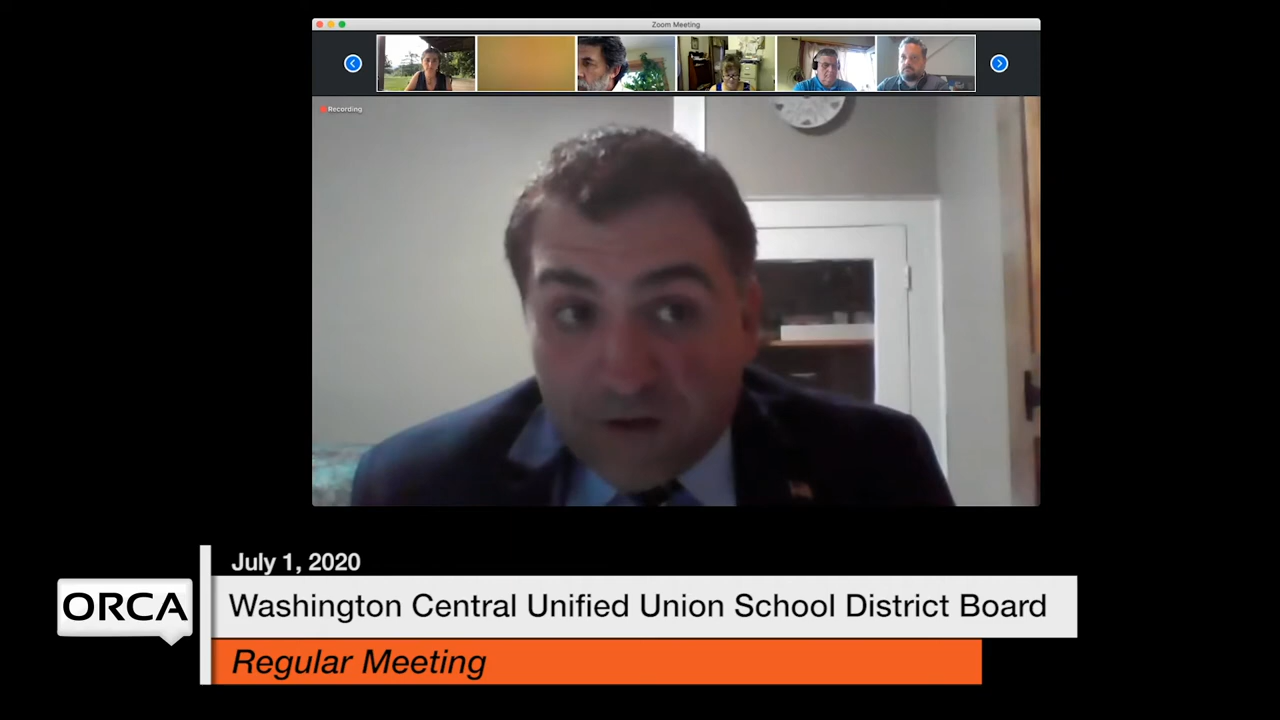 Zoom Meeting
Recording
July 1, 2020
ORCA
Washington Central Unified Union School District Board
Regular Meeting